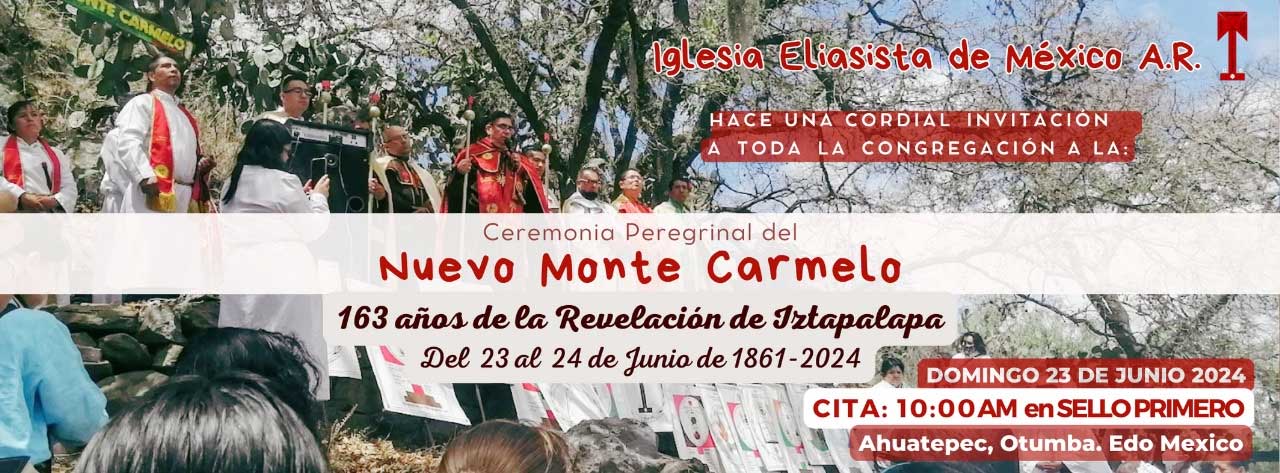 MONTE CARMELO
Iglesia Eliasista de México A.R.
HACE UNA CORDIAL INVITACIÓN
A TODA LA CONGREGACIÓN A LA:
Ceremonia Peregrinal del
Nuevo Monte Carmelo
163 años de la Revelación de Iztapalapa
Del 23 al 24 de Junio de 1861-2024
DOMINGO 23 DE JUNIO 2024
CITA: 10:00 AM en SELLO PRIMERO
Ahuatepec, Otumba. Edo Mexico